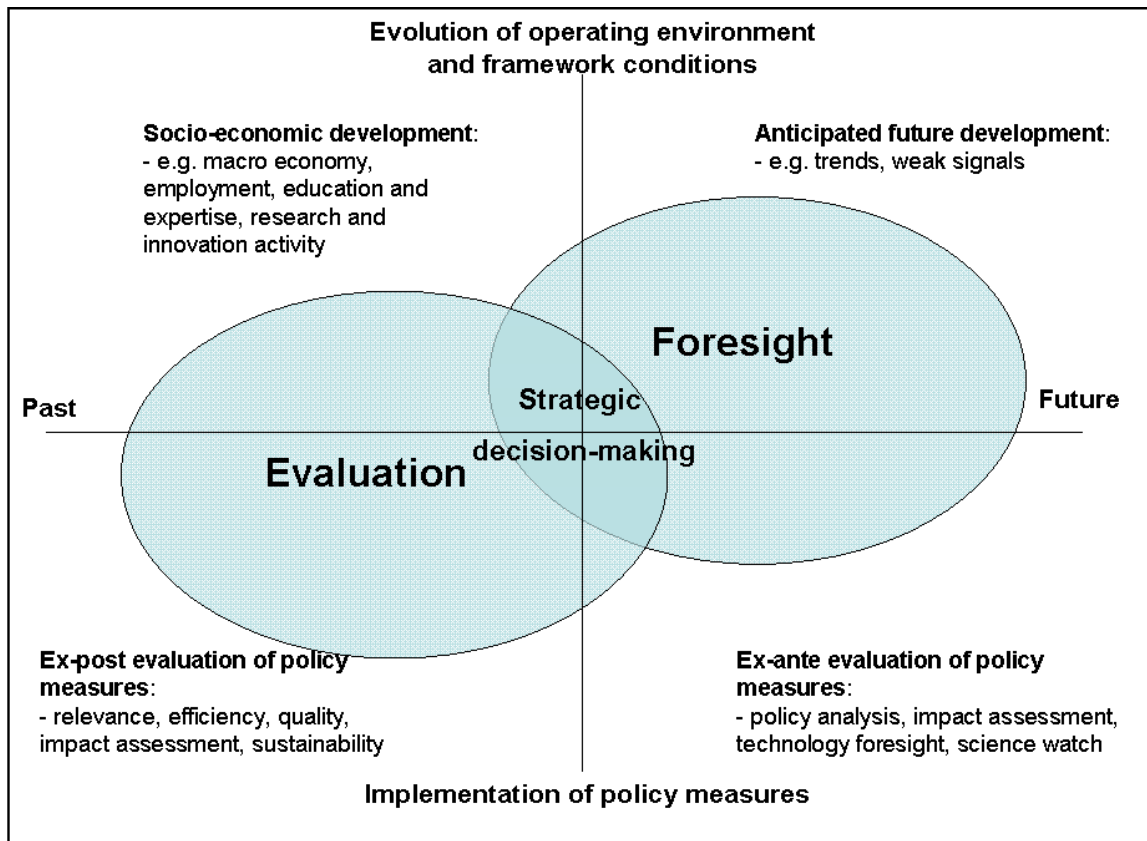 Evolution of operating environment
and framework conditions
Socio-economic development:
- e.g. macro economy,
employment, education and
expertise, research and
innovation activity
Anticipated future development:
- e.g. trends, weak signals
Foresight
Strategic
Past
Future
decision-making
Evaluation
Ex-post evaluation of policy
measures:
- relevance, efficiency, quality,
impact assessment, sustainability
Ex-ante evaluation of policy
measures:
- policy analysis, impact assessment,
technology foresight, science watch
Implementation of policy measures